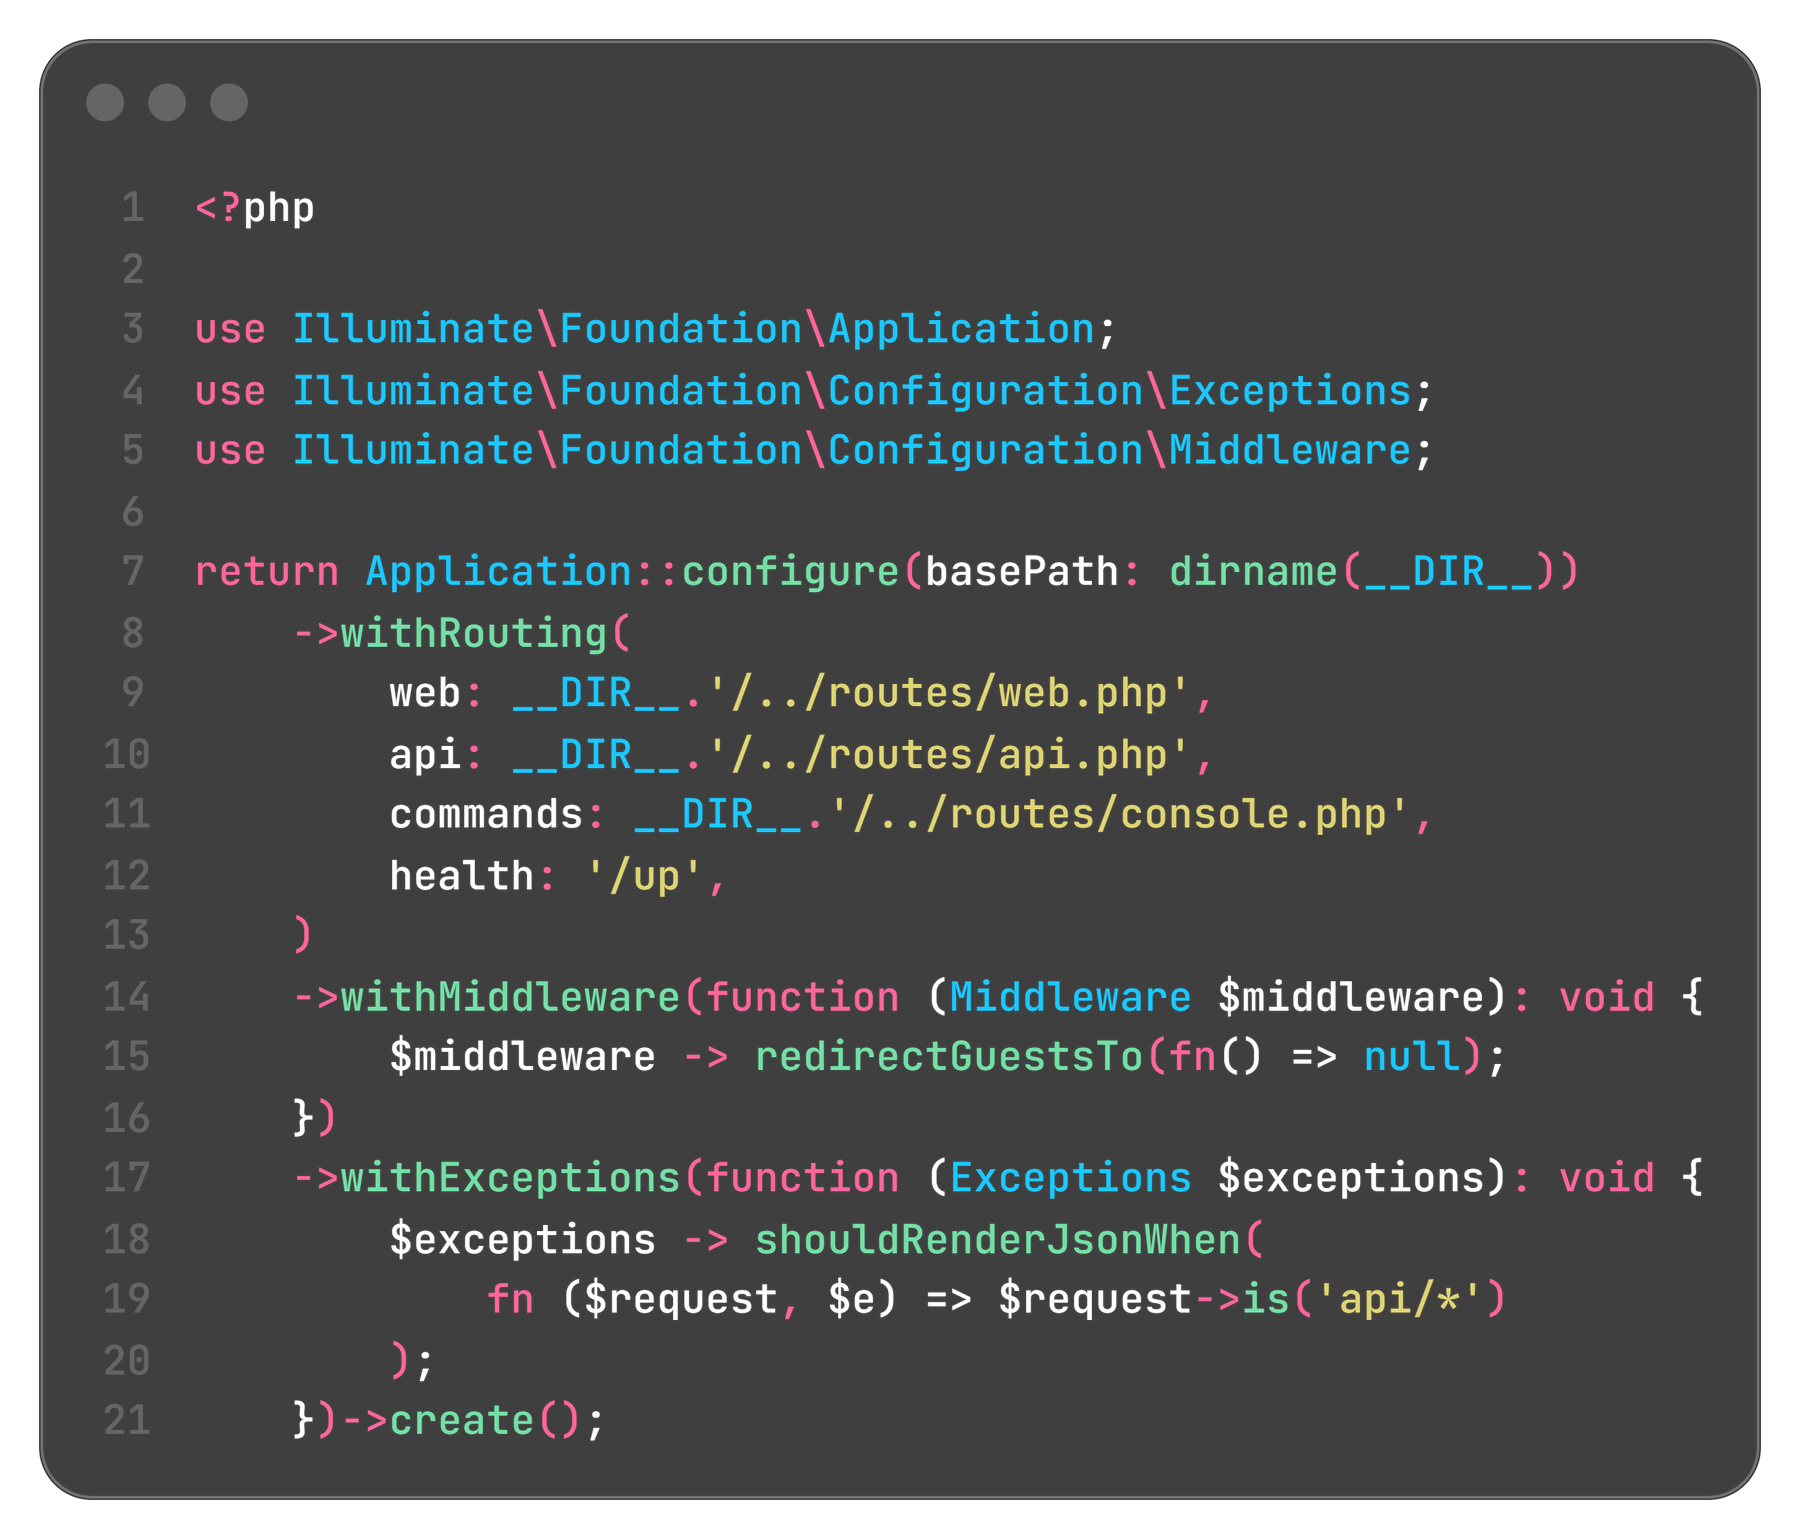 1 <?php
2
3 use Illuminate\Foundation\Application;
4 use Illuminate\Foundation\Configuration\Exceptions;
5 use Illuminate\Foundation\Configuration\Middleware;
6
7 return Application::configure(basePath: dirname(__DIR__))
8     ->withRouting(
9         web: __DIR__.'/../routes/web.php',
10         api: __DIR__.'/../routes/api.php',
11         commands: __DIR__.'/../routes/console.php',
12         health: '/up',
13     )
14     ->withMiddleware(function (Middleware $middleware): void {
15         $middleware -> redirectGuestsTo(fn() => null);
16     })
17     ->withExceptions(function (Exceptions $exceptions): void {
18         $exceptions -> shouldRenderJsonWhen(
19             fn ($request, $e) => $request->is('api/*')
20         );
21     })->create();